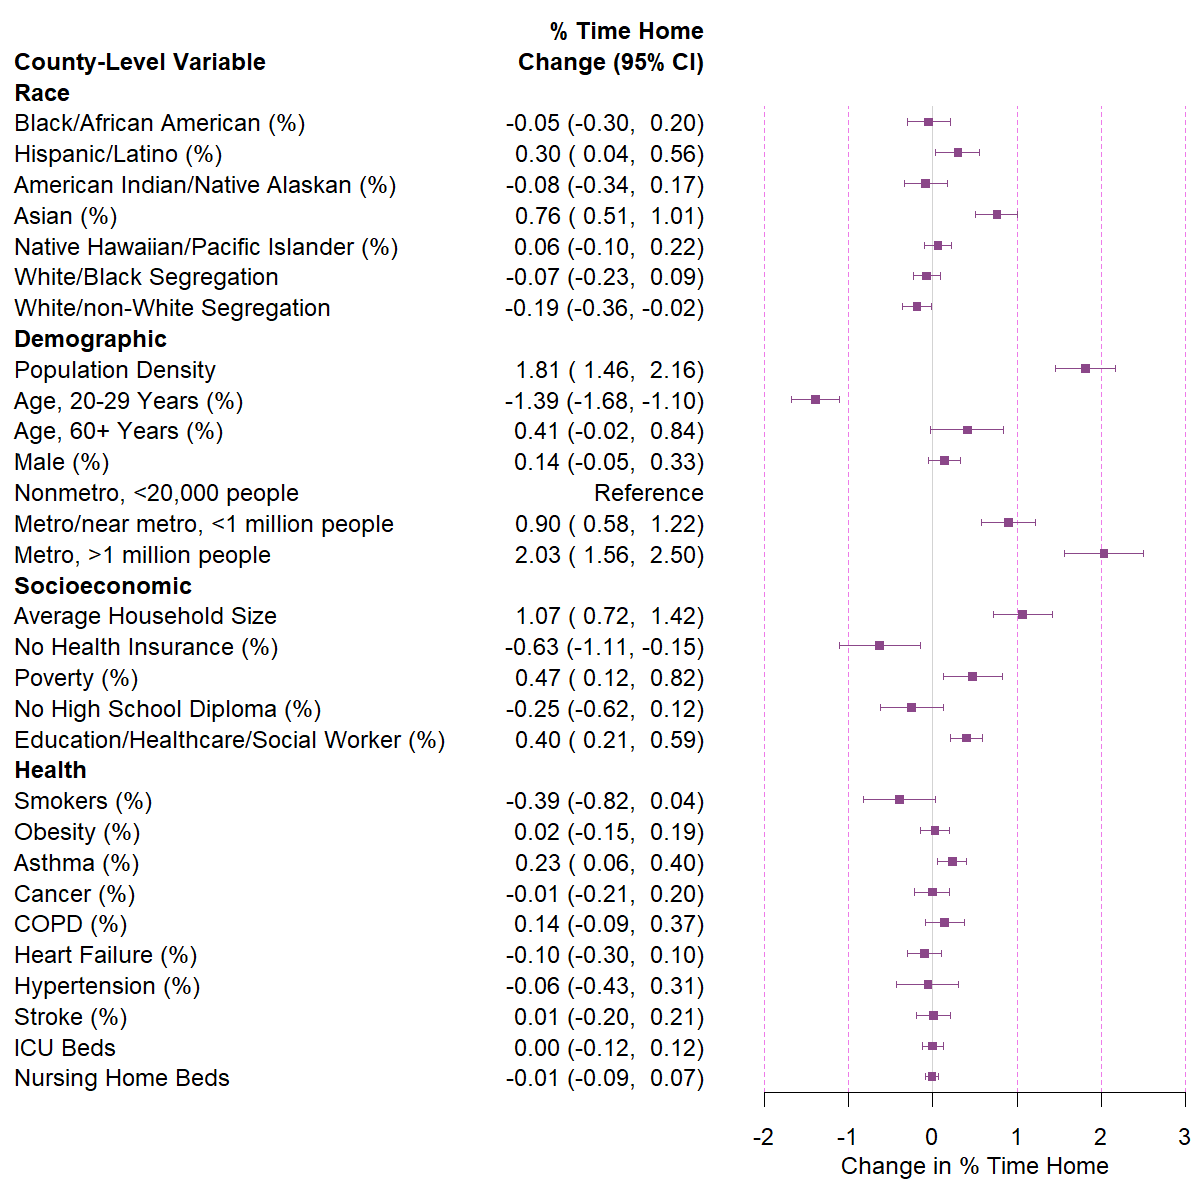 % Time Home
County-Level Variable Change (95% CI)
Race
Black/African American (%) -0.05 (-0.30, 0.20)
Hispanic/Latino (%) 0.30 ( 0.04, 0.56)
American Indian/Native Alaskan (%) -0.08 (-0.34, 0.17)
Asian (%) 0.76 ( 0.51, 1.01)
Native Hawaiian/Pacific Islander (%) 0.06 (-0.10, 0.22)
White/Black Segregation -0.07 (-0.23, 0.09)
White/non-White Segregation -0.19 (-0.36, -0.02)
Demographic
Population Density 1.81 ( 1.46, 2.16)
Age, 20-29 Years (%) -1.39 (-1.68, -1.10)
Age, 60+ Years (%) 0.41 (-0.02, 0.84)
Male (%) 0.14 (-0.05, 0.33)
Nonmetro, <20,000 people Reference
Metro/near metro, <1 million people 0.90 ( 0.58, 1.22)
Metro, >1 million people 2.03 ( 1.56, 2.50)
Socioeconomic
Average Household Size 1.07 ( 0.72, 1.42)
No Health Insurance (%) -0.63 (-1.11, -0.15)
Poverty (%) 0.47 ( 0.12, 0.82)
No High School Diploma (%) -0.25 (-0.62, 0.12)
Education/Healthcare/Social Worker (%) 0.40 ( 0.21, 0.59)
Health
Smokers (%) -0.39 (-0.82, 0.04)
Obesity (%) 0.02 (-0.15, 0.19)
Asthma (%) 0.23 ( 0.06, 0.40)
Cancer (%) -0.01 (-0.21, 0.20)
COPD (%) 0.14 (-0.09, 0.37)
Heart Failure (%) -0.10 (-0.30, 0.10)
Hypertension (%) -0.06 (-0.43, 0.31)
Stroke (%) 0.01 (-0.20, 0.21)
ICU Beds 0.00 (-0.12, 0.12)
Nursing Home Beds -0.01 (-0.09, 0.07)
-2 -1 0 1 2 3
Change in % Time Home